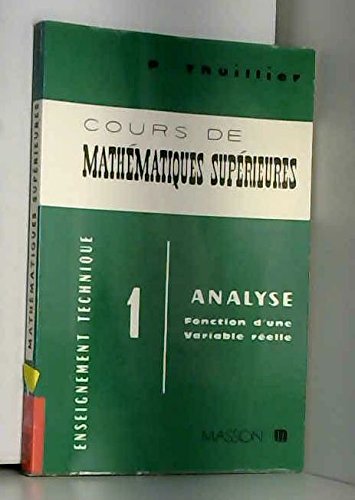 P Thuillier
COURS DE
MATHÉMATIQUES SUPÉRIEURES
ENSEIGNEMENT TECHNIQUE
1
ANALYSE
Fonction d'une
Variable réelle
MASSON
MATHÉMATIQUES SUPÉRIEURES